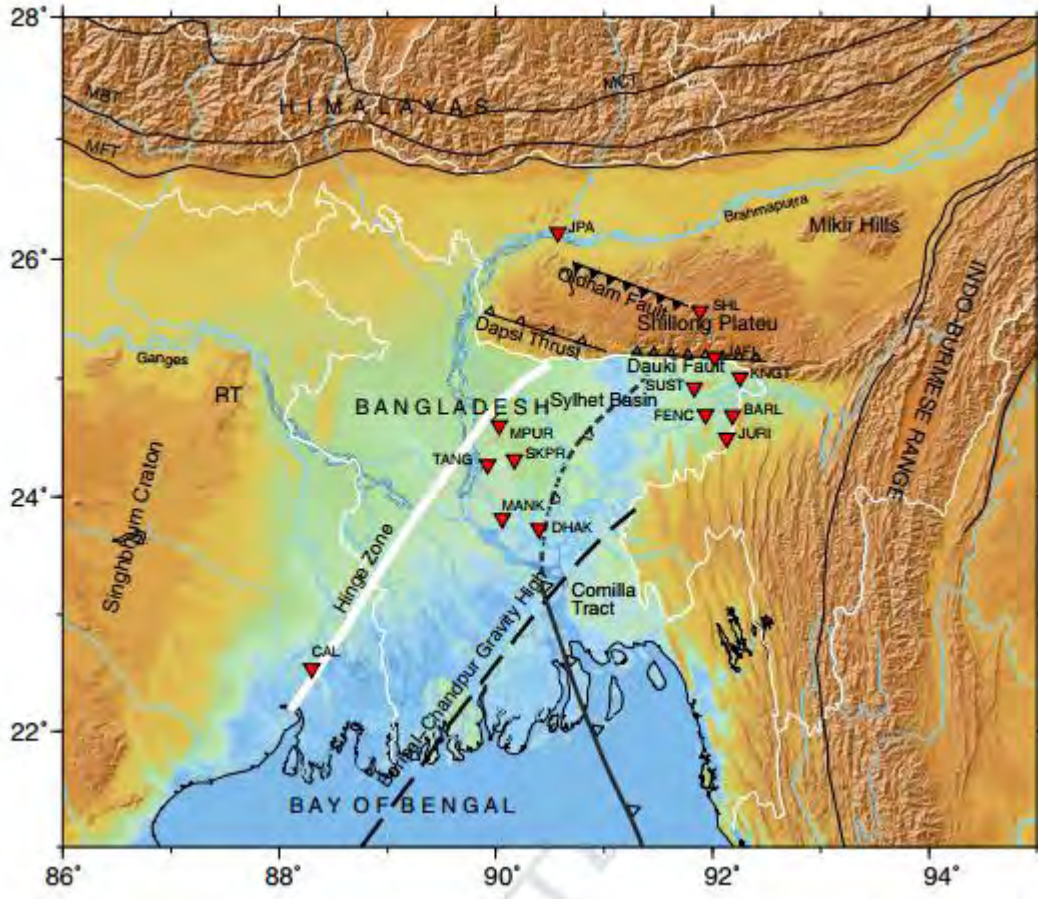 28°
MCT
MBT
HIMALAYAS
MFT
Brahmaputra
Mikir Hills
JPA
26°
Oldham Fault
SHL
Shillong Plateu
INDO-BURMESE RANGE
Dapsi Thrust
JAFL
Ganges
Dauki Fault
KNGT
RT
SUST
BANGLADESH
Sylhet Basin
FENC
BARL
MPUR
JURI
TANG
SKPR
24°
Singhbhum Craton
MANK
DHAK
Hinge Zone
Comilla
Tract
Barisal-Chandpur Gravity High
CAL
22°
BAY OF BENGAL
86°
88°
90°
92°
94°